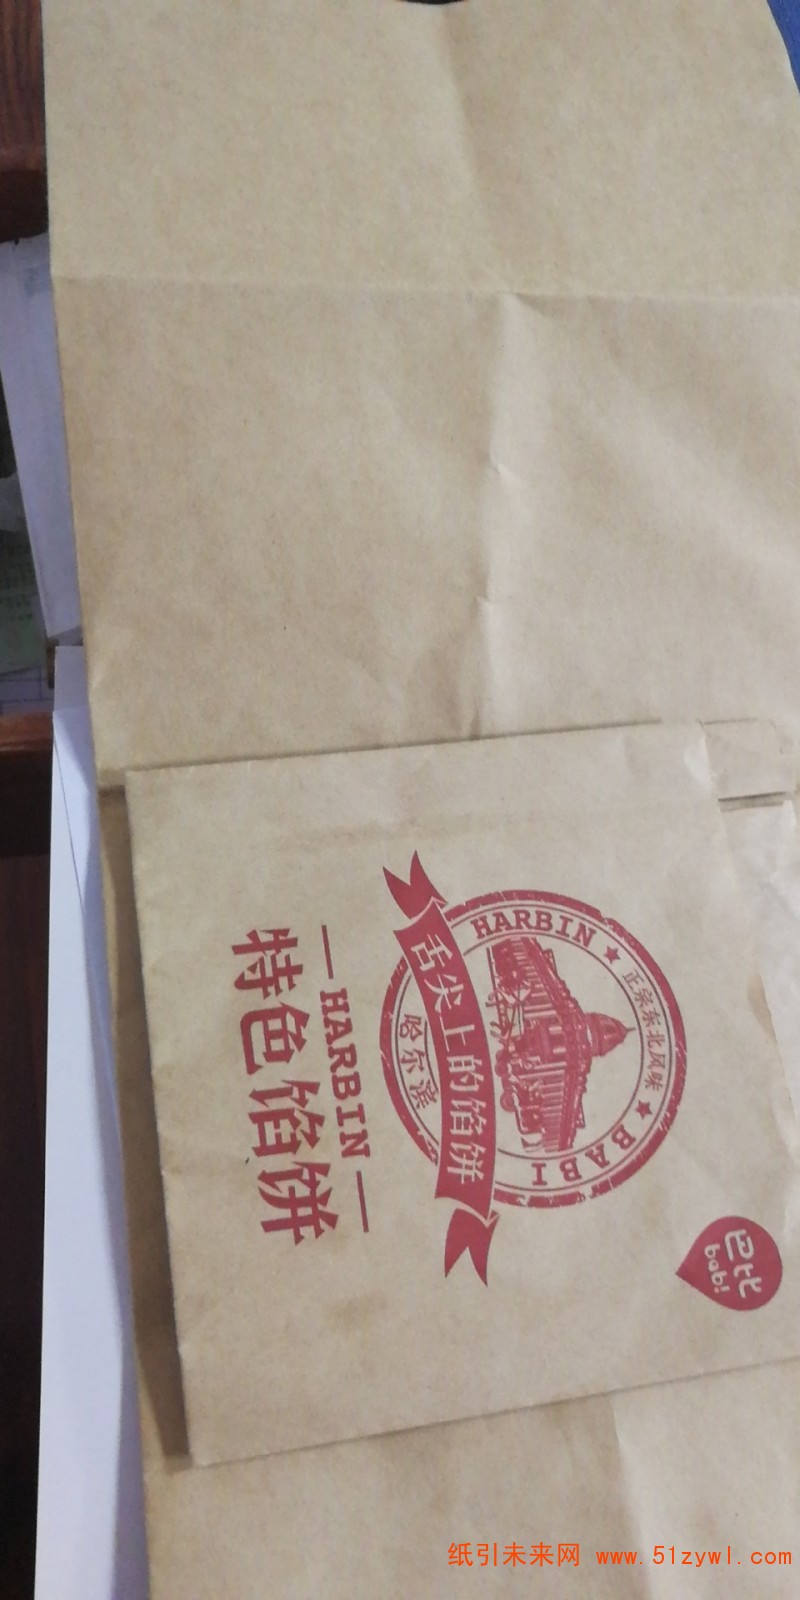 巴比
babi
HARBIN ★ 正宗东北风味 ★ BABI
舌尖上的馅饼
哈尔滨
HARBIN
特色馅饼
纸引未来网 www.51zywl.com